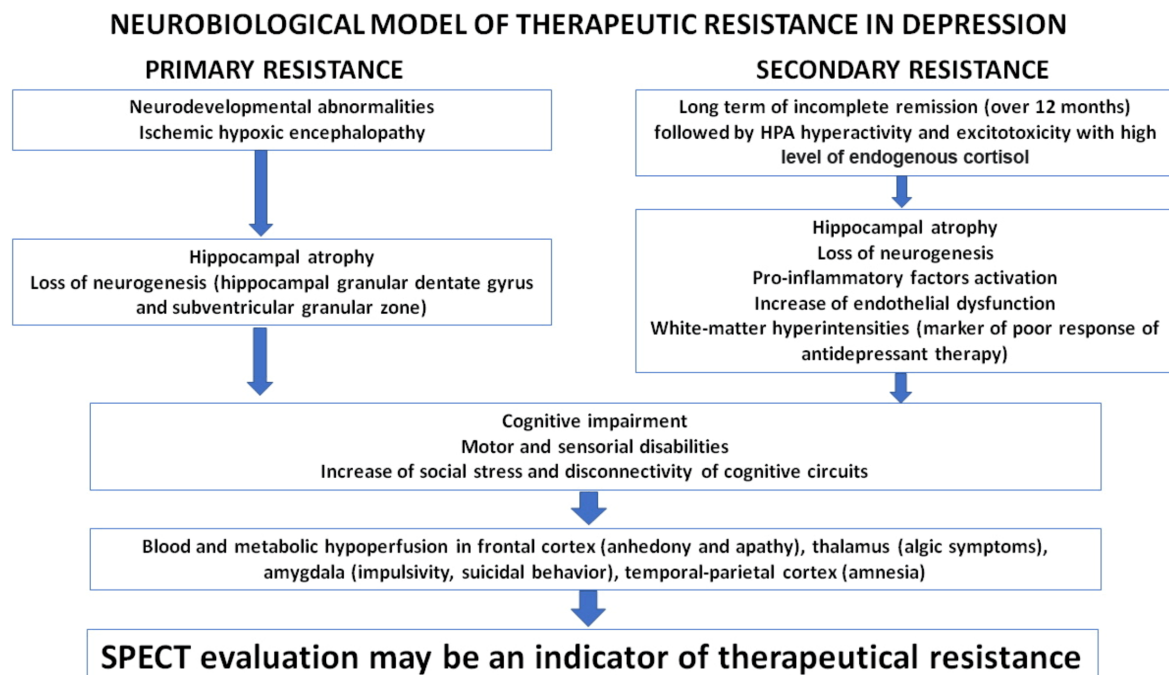 NEUROBIOLOGICAL MODEL OF THERAPEUTIC RESISTANCE IN DEPRESSION
PRIMARY RESISTANCE
Neurodevelopmental abnormalities
Ischemic hypoxic encephalopathy
Hippocampal atrophy
Loss of neurogenesis (hippocampal granular dentate gyrus
and subventricular granular zone)
SECONDARY RESISTANCE
Long term of incomplete remission (over 12 months)
followed by HPA hyperactivity and excitotoxicity with high
level of endogenous cortisol
Hippocampal atrophy
Loss of neurogenesis
Pro-inflammatory factors activation
Increase of endothelial dysfunction
White-matter hyperintensities (marker of poor response of
antidepressant therapy)
Cognitive impairment
Motor and sensorial disabilities
Increase of social stress and disconnectivity of cognitive circuits
Blood and metabolic hypoperfusion in frontal cortex (anhedony and apathy), thalamus (algic symptoms),
amygdala (impulsivity, suicidal behavior), temporal-parietal cortex (amnesia)
SPECT evaluation may be an indicator of therapeutical resistance